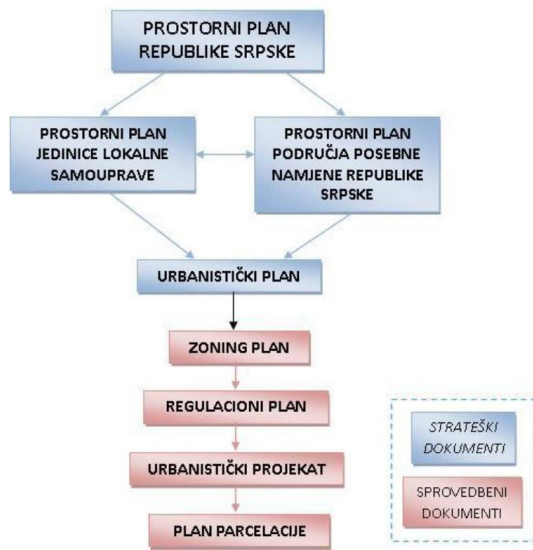 PROSTORNI PLAN
REPUBLIKE SRPSKE
PROSTORNI PLAN
JEDINICE LOKALNE
SAMOUPRAVE
PROSTORNI PLAN
PODRUČJA POSEBNE
NAMJENE REPUBLIKE
SRPSKE
URBANISTIČKI PLAN
ZONING PLAN
REGULACIONI PLAN
URBANISTIČKI PROJEKAT
PLAN PARCELACIJE
STRATEŠKI
DOKUMENTI
SPROVEDBENI
DOKUMENTI